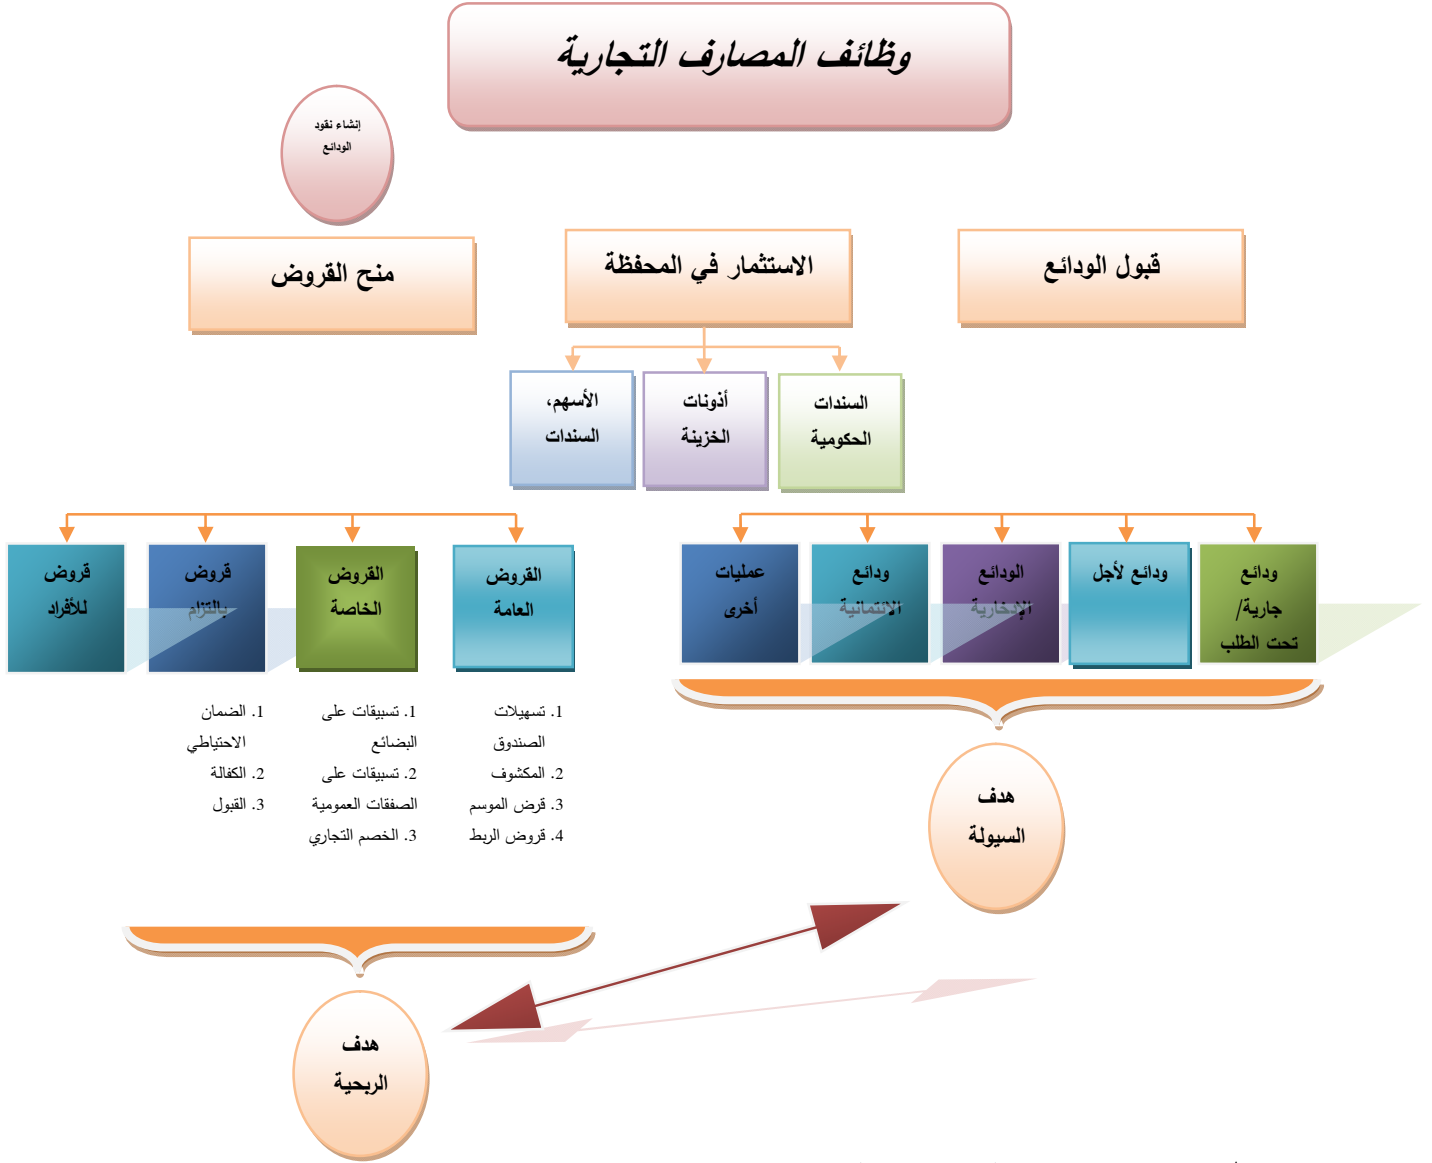 وظائف المصارف التجارية
إنشاء نقود
الودائع
قبول الودائع
الاستثمار في المحفظة
منح القروض
السندات
الحكومية
أذونات
الخزينة
الأسهم،
السندات
ودائع
جارية/
تحت الطلب
ودائع لأجل
الودائع
الإدخارية
ودائع
الائتمانية
عمليات
أخرى
القروض
العامة
القروض
الخاصة
قروض
بالتزام
قروض
للأفراد
1. تسهيلات
الصندوق
2. المكشوف
3. قرض الموسم
4. قروض الربط
1. تسبيقات على
البضائع
2. تسبيقات على
الصفقات العمومية
3. الخصم التجاري
1. الضمان
الاحتياطي
2. الكفالة
3. القبول
هدف
السيولة
هدف
الربحية